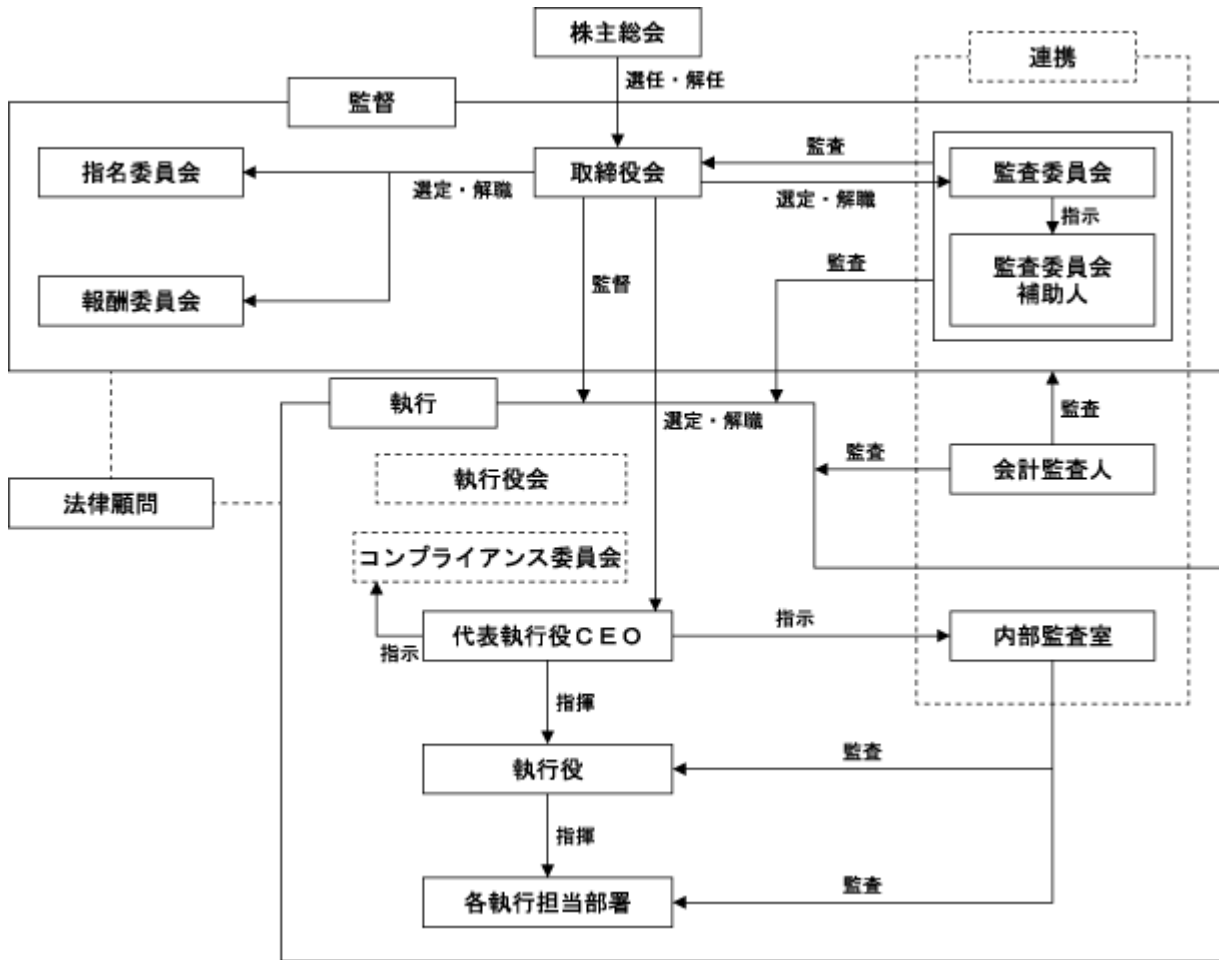 株主総会
連携
選任・解任
監督
監査
指名委員会
取締役会
監査委員会
選定・解職
選定・解職
指示
監査
監査委員会
補助人
報酬委員会
監督
執行
選定・解職
監査
監査
執行役会
会計監査人
法律顧問
コンプライアンス委員会
代表執行役CEO
指示
内部監査室
指示
指揮
執行役
監査
指揮
各執行担当部署
監査